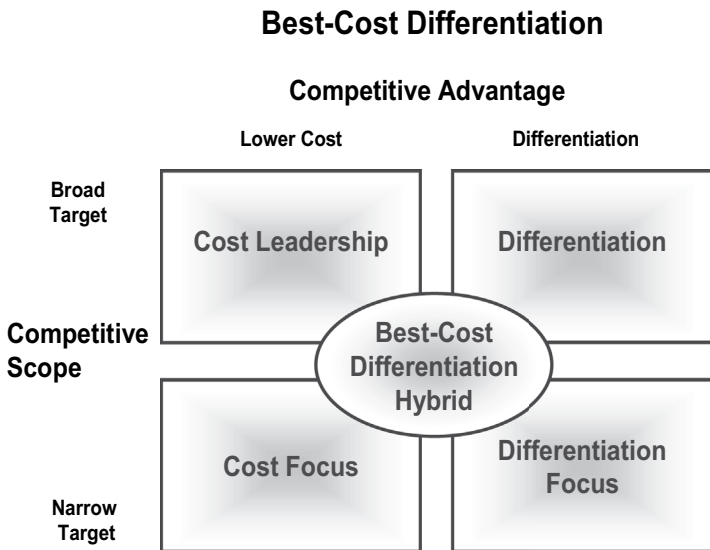 Best-Cost Differentiation
Competitive Advantage
Lower Cost
Differentiation
Broad
Target
Cost Leadership
Differentiation
Competitive
Scope
Best-Cost
Differentiation
Hybrid
Cost Focus
Differentiation
Focus
Narrow
Target